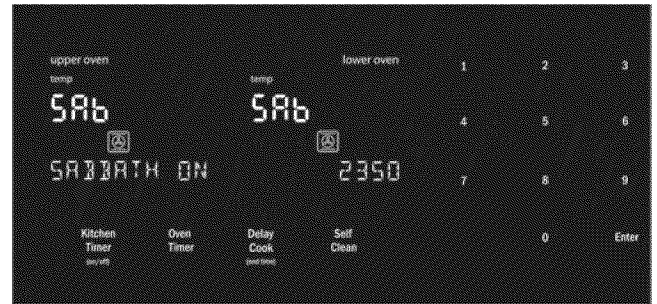 upper oven lower oven 1 2 3
temp temp
SAb SAb
4 5 6
SABBATH ON 2350
7 8 9
Kitchen Timer (on/off) Oven Timer Delay Cook (end time) Self Clean 0 Enter